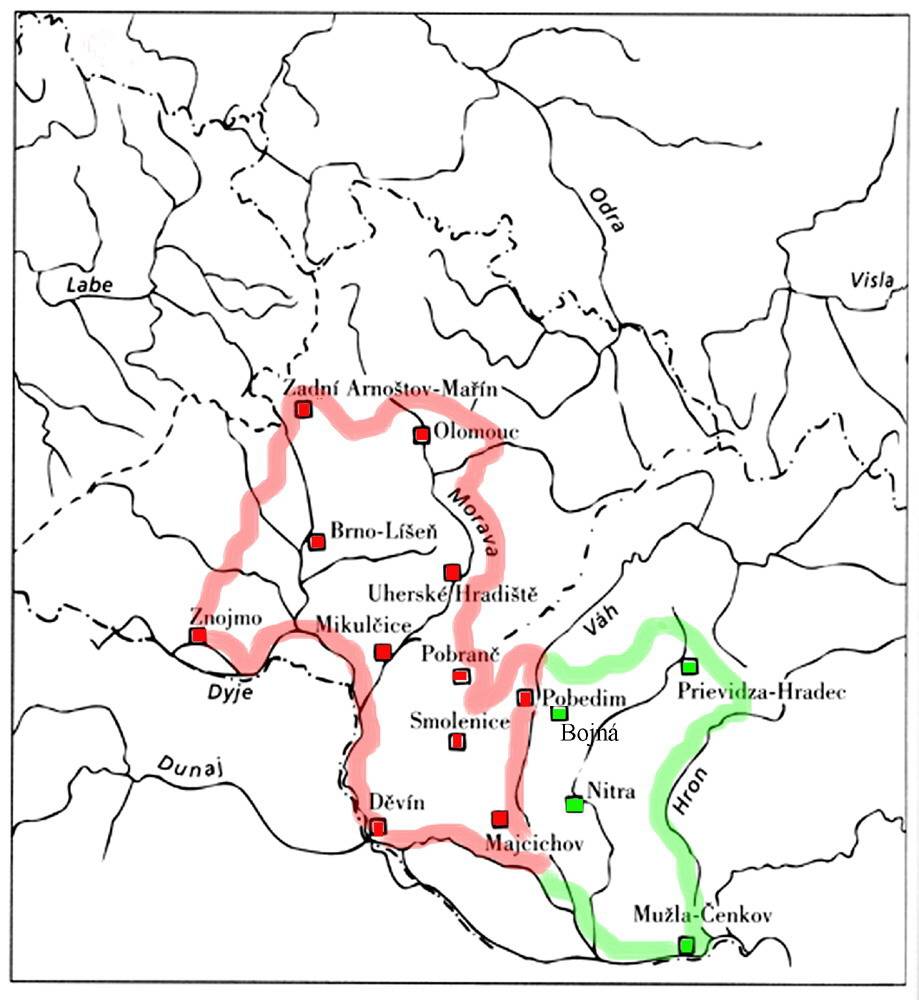 Odra
Labe
Visla
Zadní Arnoštov-Mařín
Olomouc
Morava
Brno-Líšeň
Uherské Hradiště
Znojmo
Mikulčice
Váh
Pobranč
Dyje
Prievidza-Hradec
Pobedim
Smolenice
Bojná
Dunaj
Hron
Nitra
Děvín
Majcichov
Mužla-Čenkov